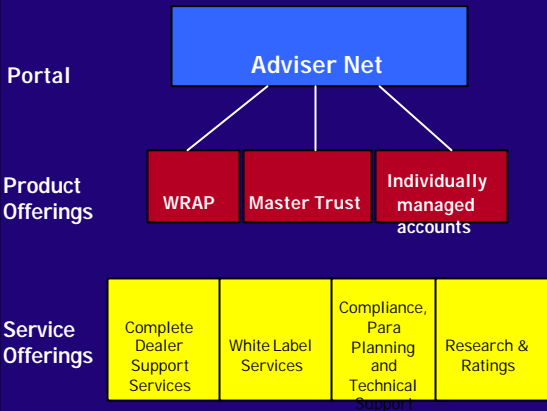 Adviser Net
Portal
Product
Offerings
WRAP
Master Trust
Individually
managed
accounts
Service
Offerings
Complete
Dealer
Support
Services
White Label
Services
Compliance,
Para
Planning
and
Technical
Support
Research &
Ratings